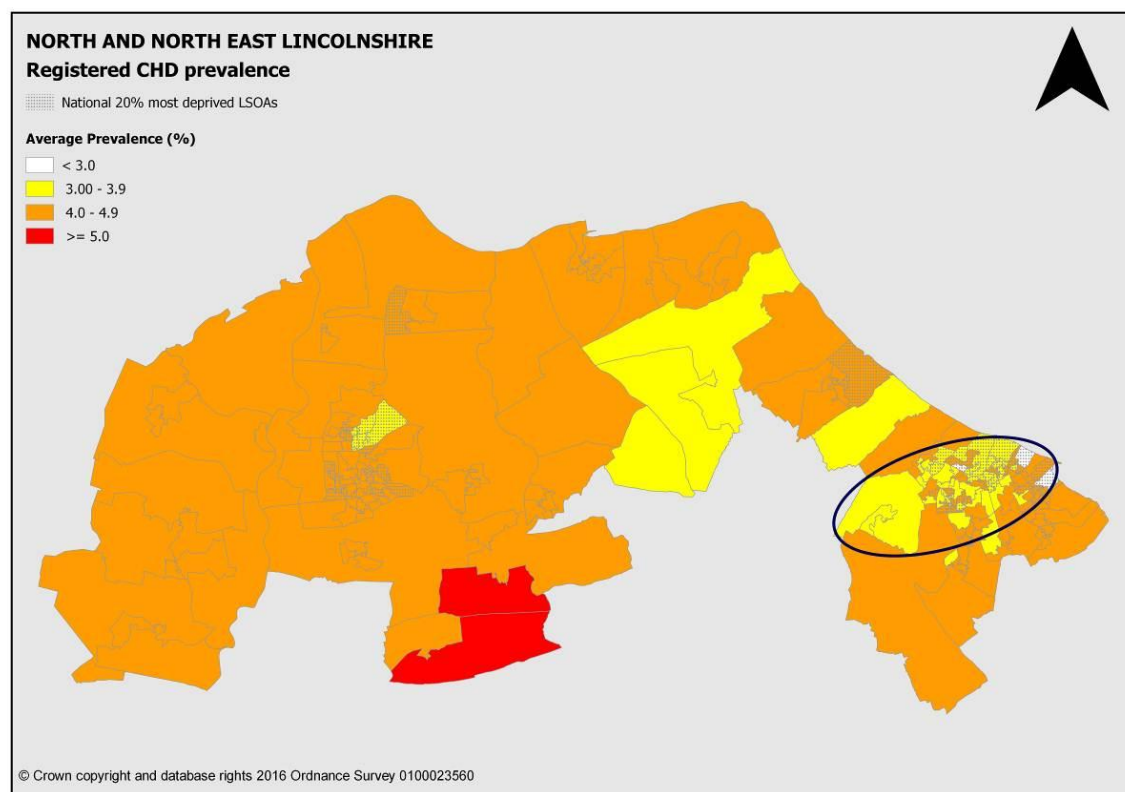 NORTH AND NORTH EAST LINCOLNSHIRE
Registered CHD prevalence
National 20% most deprived LSOAs
Average Prevalence (%)
< 3.0
3.00 - 3.9
4.0 - 4.9
>= 5.0
© Crown copyright and database rights 2016 Ordnance Survey 0100023560